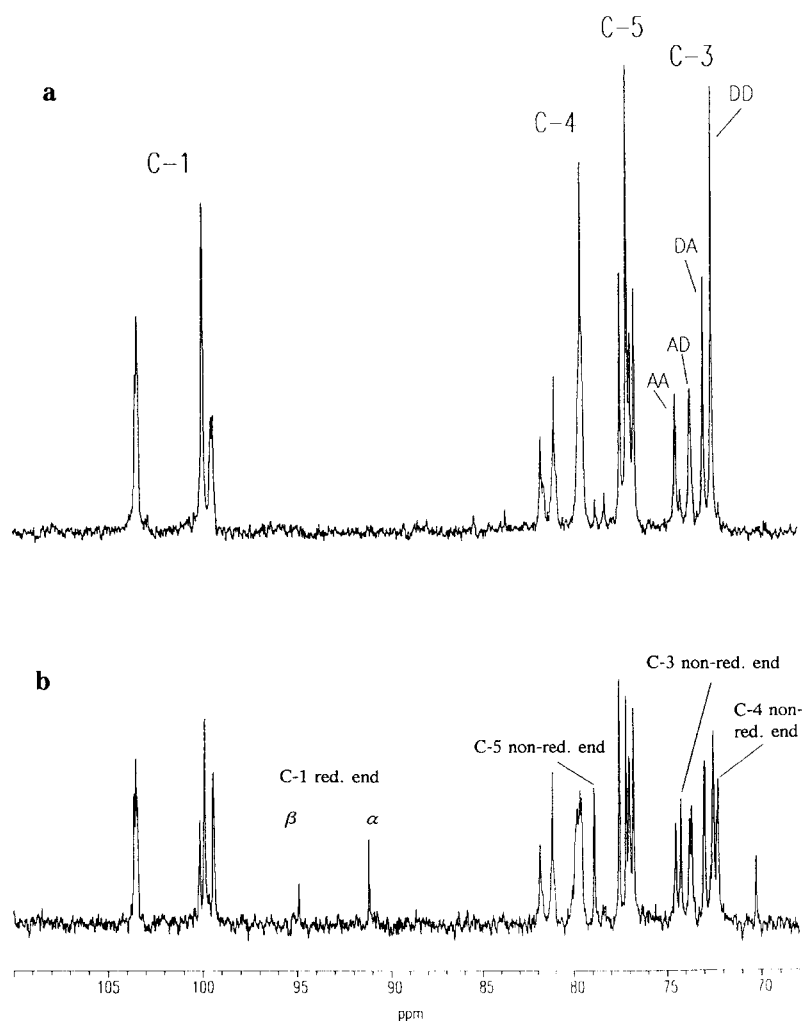 a
C-1
C-4
C-5
C-3
DD
DA
AD
AA
b
C-1 red. end
β
α
C-5 non-red. end
C-3 non-red. end
C-4 non-
red. end
105
100
95
90
85
80
75
70
ppm